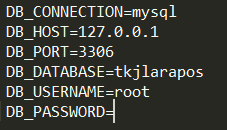 DB_CONNECTION=mysql
DB_HOST=127.0.0.1
DB_PORT=3306
DB_DATABASE=tkjlarapos
DB_USERNAME=root
DB_PASSWORD=